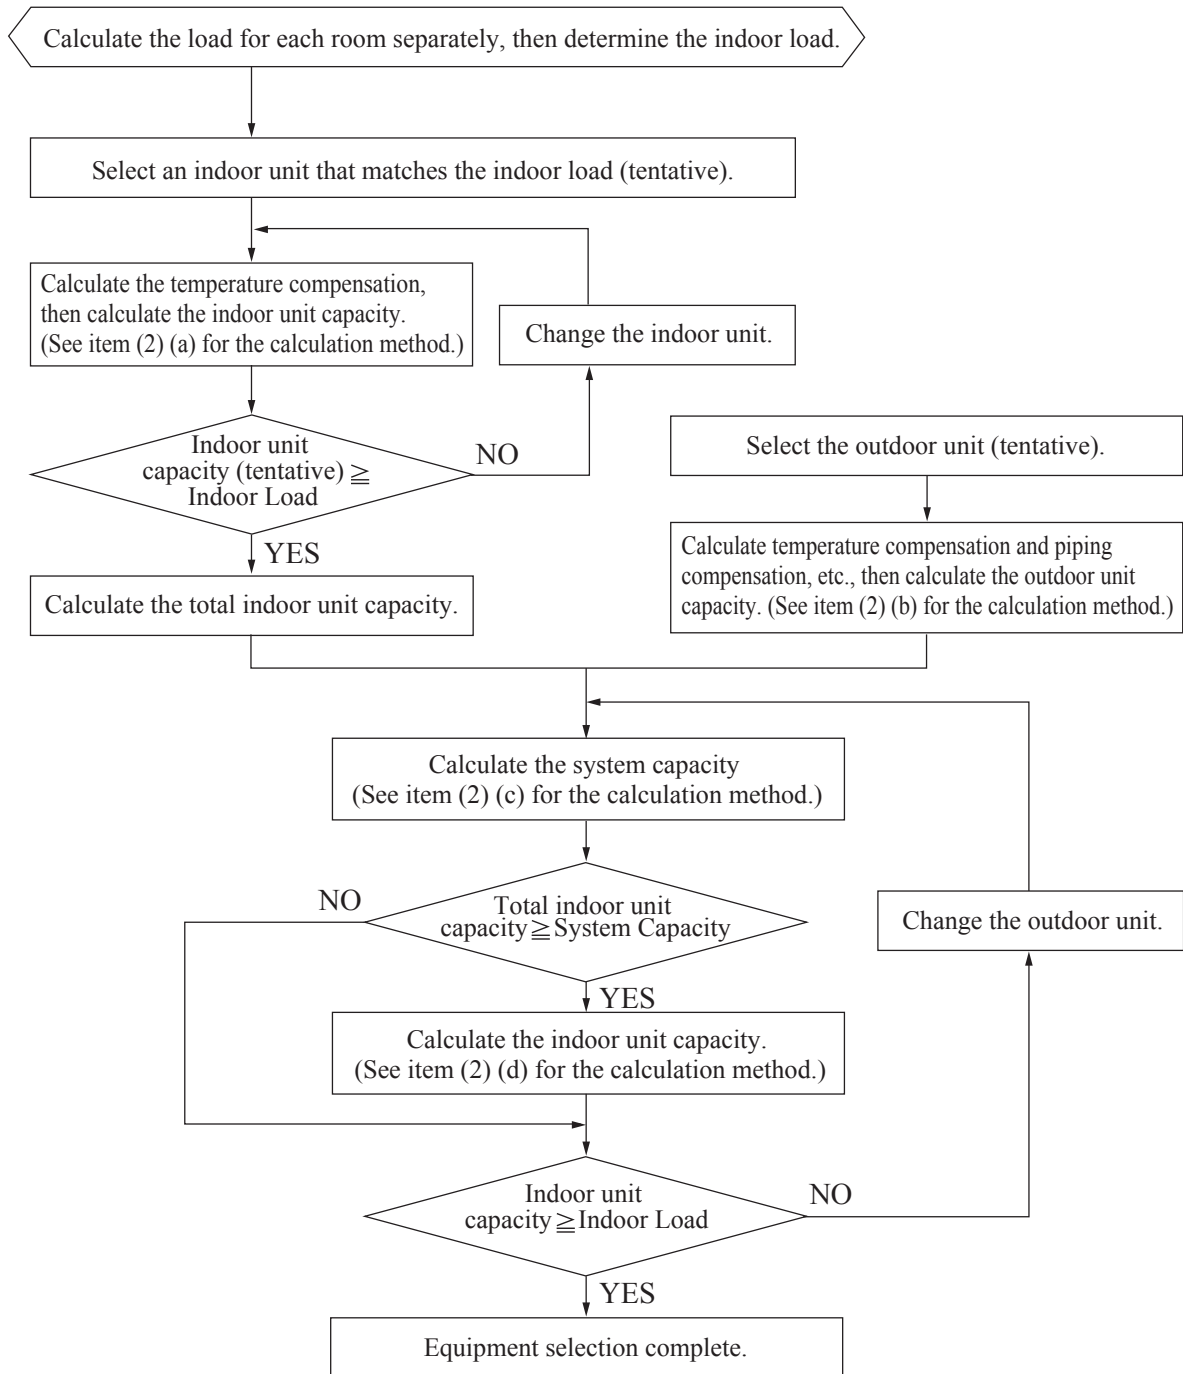 Calculate the load for each room separately, then determine the indoor load.
Select an indoor unit that matches the indoor load (tentative).
Calculate the temperature compensation,
then calculate the indoor unit capacity.
(See item (2) (a) for the calculation method.)
Change the indoor unit.
Indoor unit
capacity (tentative) ≧
Indoor Load
NO
YES
Calculate the total indoor unit capacity.
Select the outdoor unit (tentative).
Calculate temperature compensation and piping
compensation, etc., then calculate the outdoor unit
capacity. (See item (2) (b) for the calculation method.)
Calculate the system capacity
(See item (2) (c) for the calculation method.)
NO
Total indoor unit
capacity≧System Capacity
Change the outdoor unit.
YES
Calculate the indoor unit capacity.
(See item (2) (d) for the calculation method.)
Indoor unit
capacity≧Indoor Load
NO
YES
Equipment selection complete.